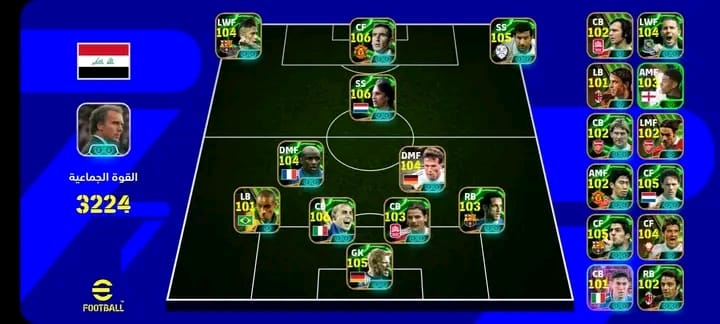 القوة الجماعية
3224
FOOTBALL
LWF
104
CF
106
SS
105
SS
106
DMF
104
DMF
104
LB
101
CB
106
CB
103
RB
103
GK
105
CB
102
LWF
104
LB
101
AMF
103
CB
102
LMF
102
AMF
102
CF
105
CF
105
CF
104
CB
101
RB
102